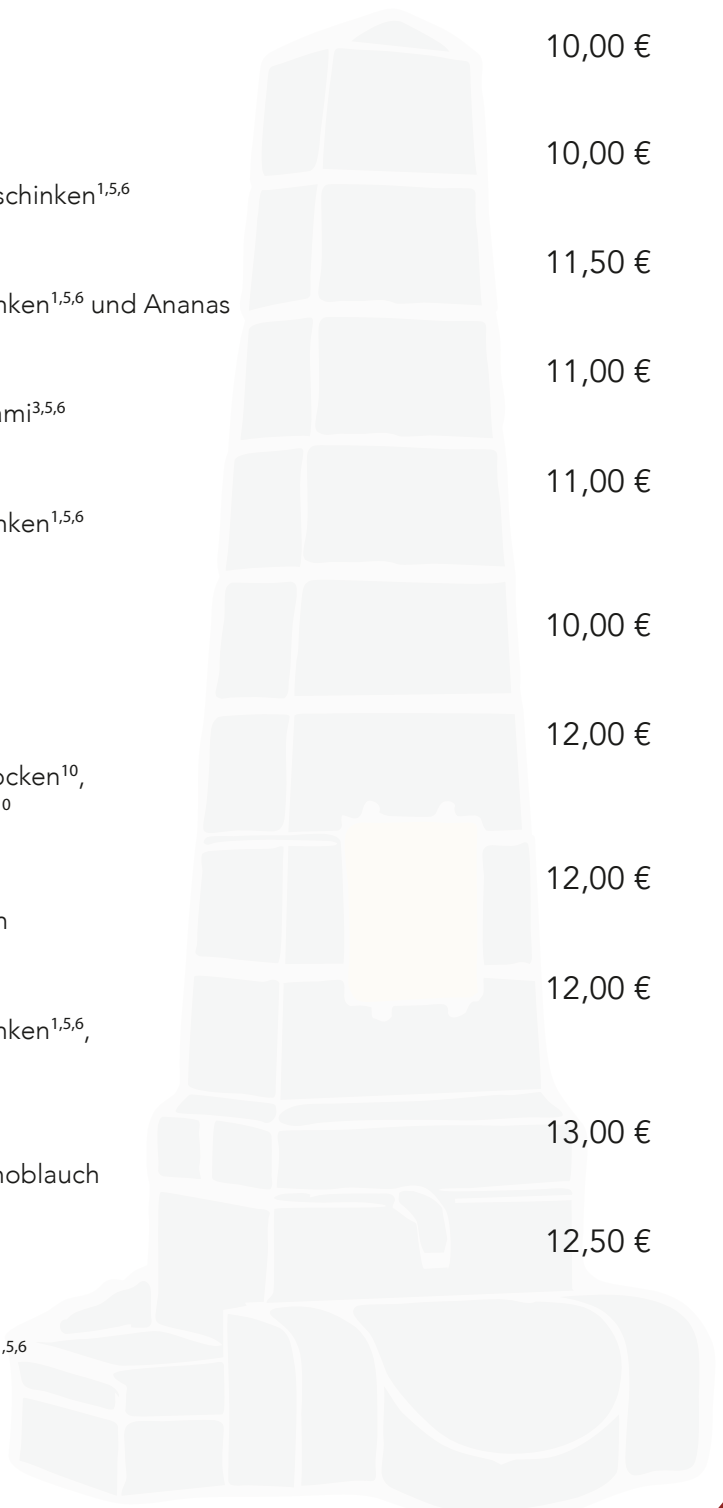 10,00 €
10,00 €
schinken1,5,6
11,50 €
nken1,5,6 und Ananas
11,00 €
ami3,5,6
11,00 €
nken1,5,6
10,00 €
12,00 €
ocken10,
0
12,00 €
n
12,00 €
nken1,5,6,
13,00 €
noblauch
12,50 €
,5,6